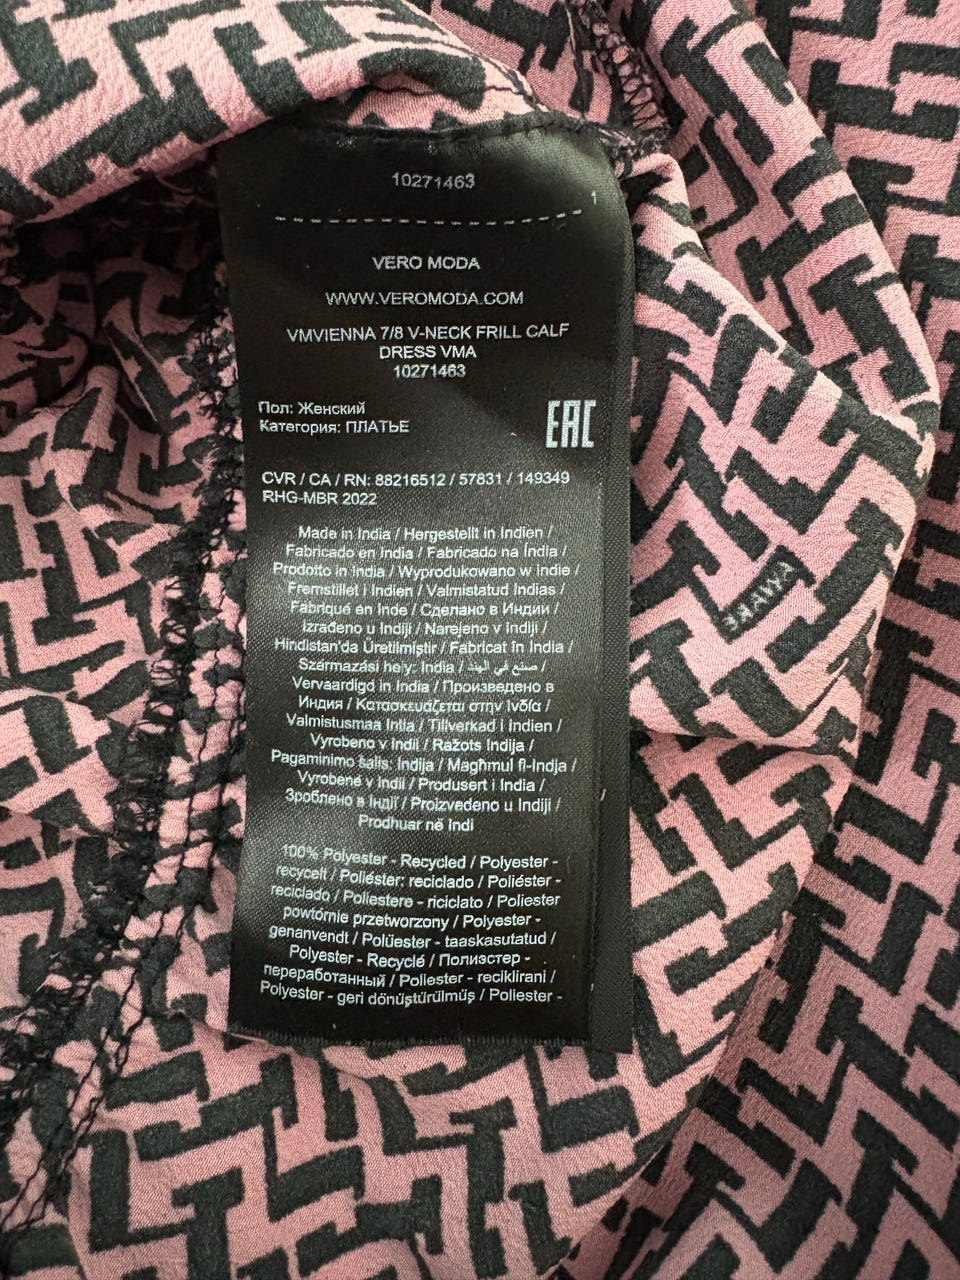 10271463
1
VERO MODA
WWW.VEROMODA.COM
VMVIENNA 7/8 V-NECK FRILL CALF
DRESS VMA
10271463
Пол: Женский
Категория: ПЛАТЬЕ
EAC
CVR / CA / RN: 88216512 / 57831 / 149349
RHG-MBR 2022
Made in India / Hergestellt in Indien /
Fabricado en India / Fabricado na Índia /
Prodotto in India / Wyprodukowano w Indie /
Fremstillet i Indien / Valmistatud Indias /
Fabriqué en Inde / Сделано в Индии /
Izrađeno u Indiji / Narejeno v Indiji /
Hindistan'da Üretilmiştir / Fabricat în India /
Származási hely: India / صنع في الهند /
Vervaardigd in India / Произведено в
Индия / Κατασκευάζεται στην Ινδία /
Valmistusmaa Intia / Tillverkad i Indien /
Vyrobeno v Indii / Ražots Indija /
Pagaminimo šalis: Indija / Magħmul fl-Indja /
Vyrobené v Indii / Produsert i India /
Зроблено в Індії / Proizvedeno u Indiji /
Prodhuar në Indi
100% Polyester - Recycled / Polyester -
recycelt / Poliéster: reciclado / Poliéster -
reciclado / Poliestere - riciclato / Poliester
powtórnie przetworzony / Polyester -
genanvendt / Polüester - taaskasutatud /
Polyester - Recyclé / Полиэстер -
переработанный / Poliester - reciklirani /
Polyester - geri dönüştürülmüş / Poliester -